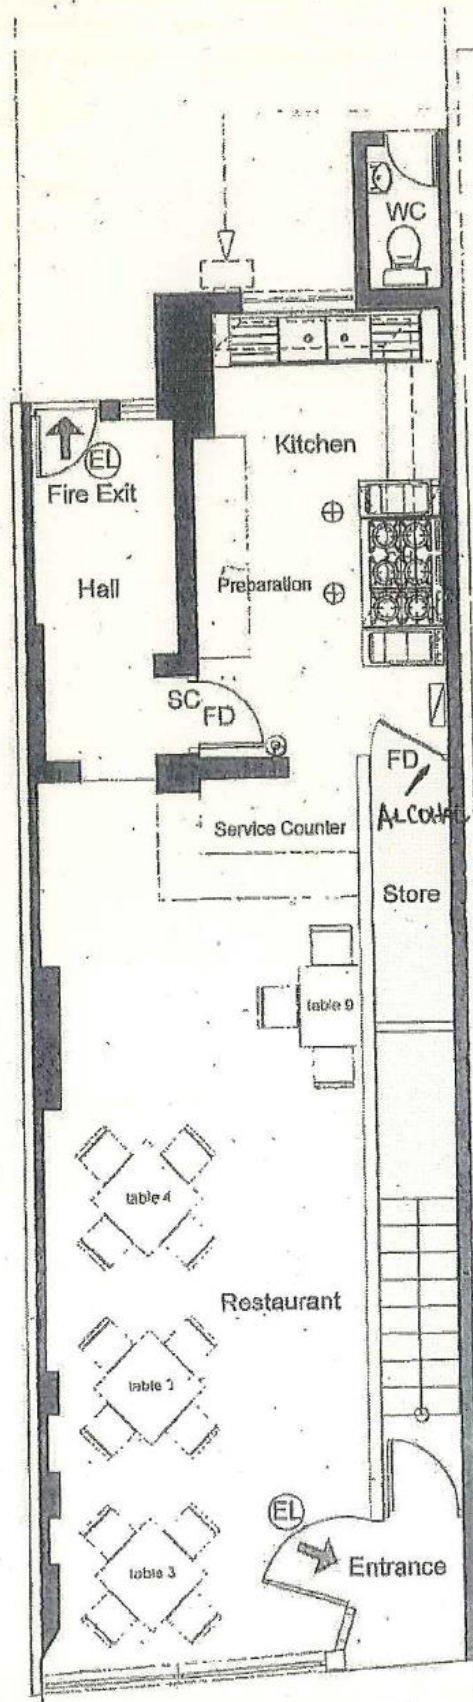 WC
Kitchen
EL
Fire Exit
Hall
Preparation
SC
FD
FD
ALCOHOL
Service Counter
Store
table 9
table 4
Restaurant
table
EL
Entrance
table 3